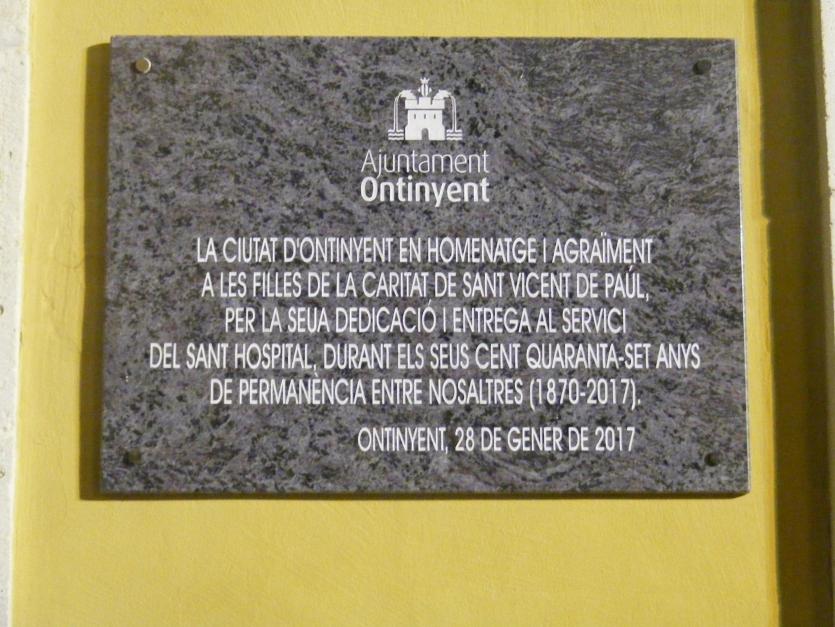 Ajuntament
Ontinyent
LA CIUTAT D'ONTINYENT EN HOMENATGE I AGRAÏMENT
A LES FILLES DE LA CARITAT DE SANT VICENT DE PAÚL,
PER LA SEUA DEDICACIÓ I ENTREGA AL SERVICI
DEL SANT HOSPITAL, DURANT ELS SEUS CENT QUARANTA-SET ANYS
DE PERMANÈNCIA ENTRE NOSALTRES (1870-2017).
ONTINYENT, 28 DE GENER DE 2017